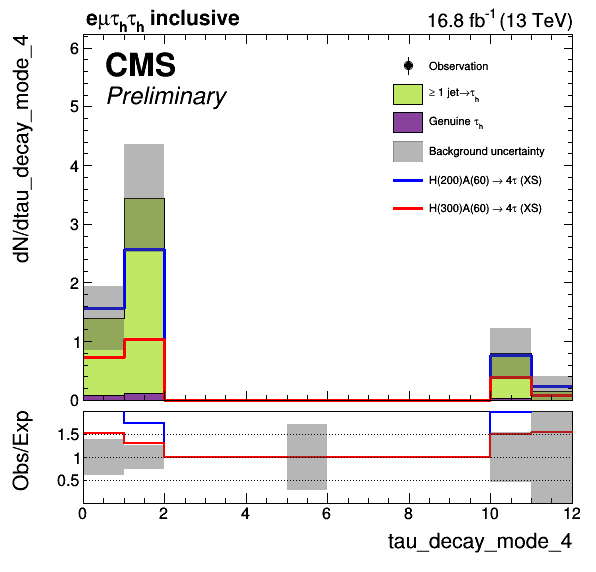 eμτhτh inclusive
16.8 fb-1 (13 TeV)
CMS
Preliminary
Observation
≥ 1 jet→τh
Genuine τh
Background uncertainty
H(200)A(60) → 4τ (XS)
H(300)A(60) → 4τ (XS)
dN/dtau_decay_mode_4
6
5
4
3
2
1
0
Obs/Exp
1.5
1
0.5
0 2 4 6 8 10 12
tau_decay_mode_4